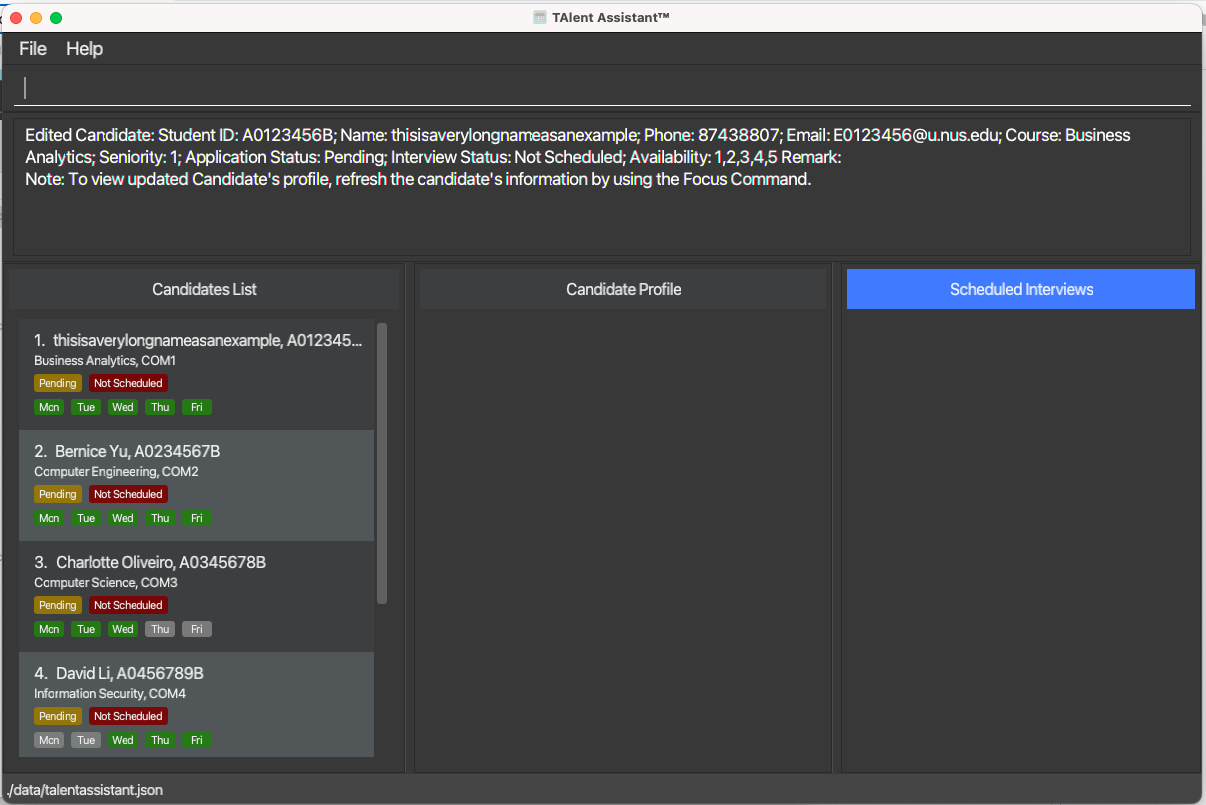 TAlent Assistant™
File Help
Edited Candidate: Student ID: A0123456B; Name: thisisaverylongnameasanexample; Phone: 87438807; Email: E0123456@u.nus.edu; Course: Business
Analytics; Seniority: 1; Application Status: Pending; Interview Status: Not Scheduled; Availability: 1,2,3,4,5 Remark:
Note: To view updated Candidate's profile, refresh the candidate's information by using the Focus Command.
Candidates List
1. thisisaverylongnameasanexample, A012345...
Business Analytics, COM1
Pending Not Scheduled
Mon Tue Wed Thu Fri
2. Bernice Yu, A0234567B
Computer Engineering, COM2
Pending Not Scheduled
Mon Tue Wed Thu Fri
3. Charlotte Oliveiro, A0345678B
Computer Science, COM3
Pending Not Scheduled
Mon Tue Wed Thu Fri
4. David Li, A0456789B
Information Security, COM4
Pending Not Scheduled
Mon Tue Wed Thu Fri
Candidate Profile
Scheduled Interviews
./data/talentassistant.json